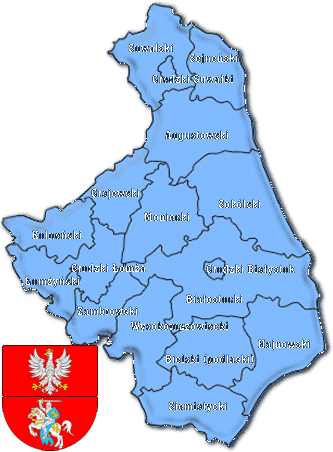 Suwalski
Sejneński
Grodzki Suwałki
Augustowski
Grajewski
Moniecki
Sokólski
Kolneński
Grodzki Łomża
Grodzki Białystok
Łomżyński
Białostocki
Zambrowski
Wysokomazowiecki
Hajnowski
Bielski (podlaski)
Siemiatycki